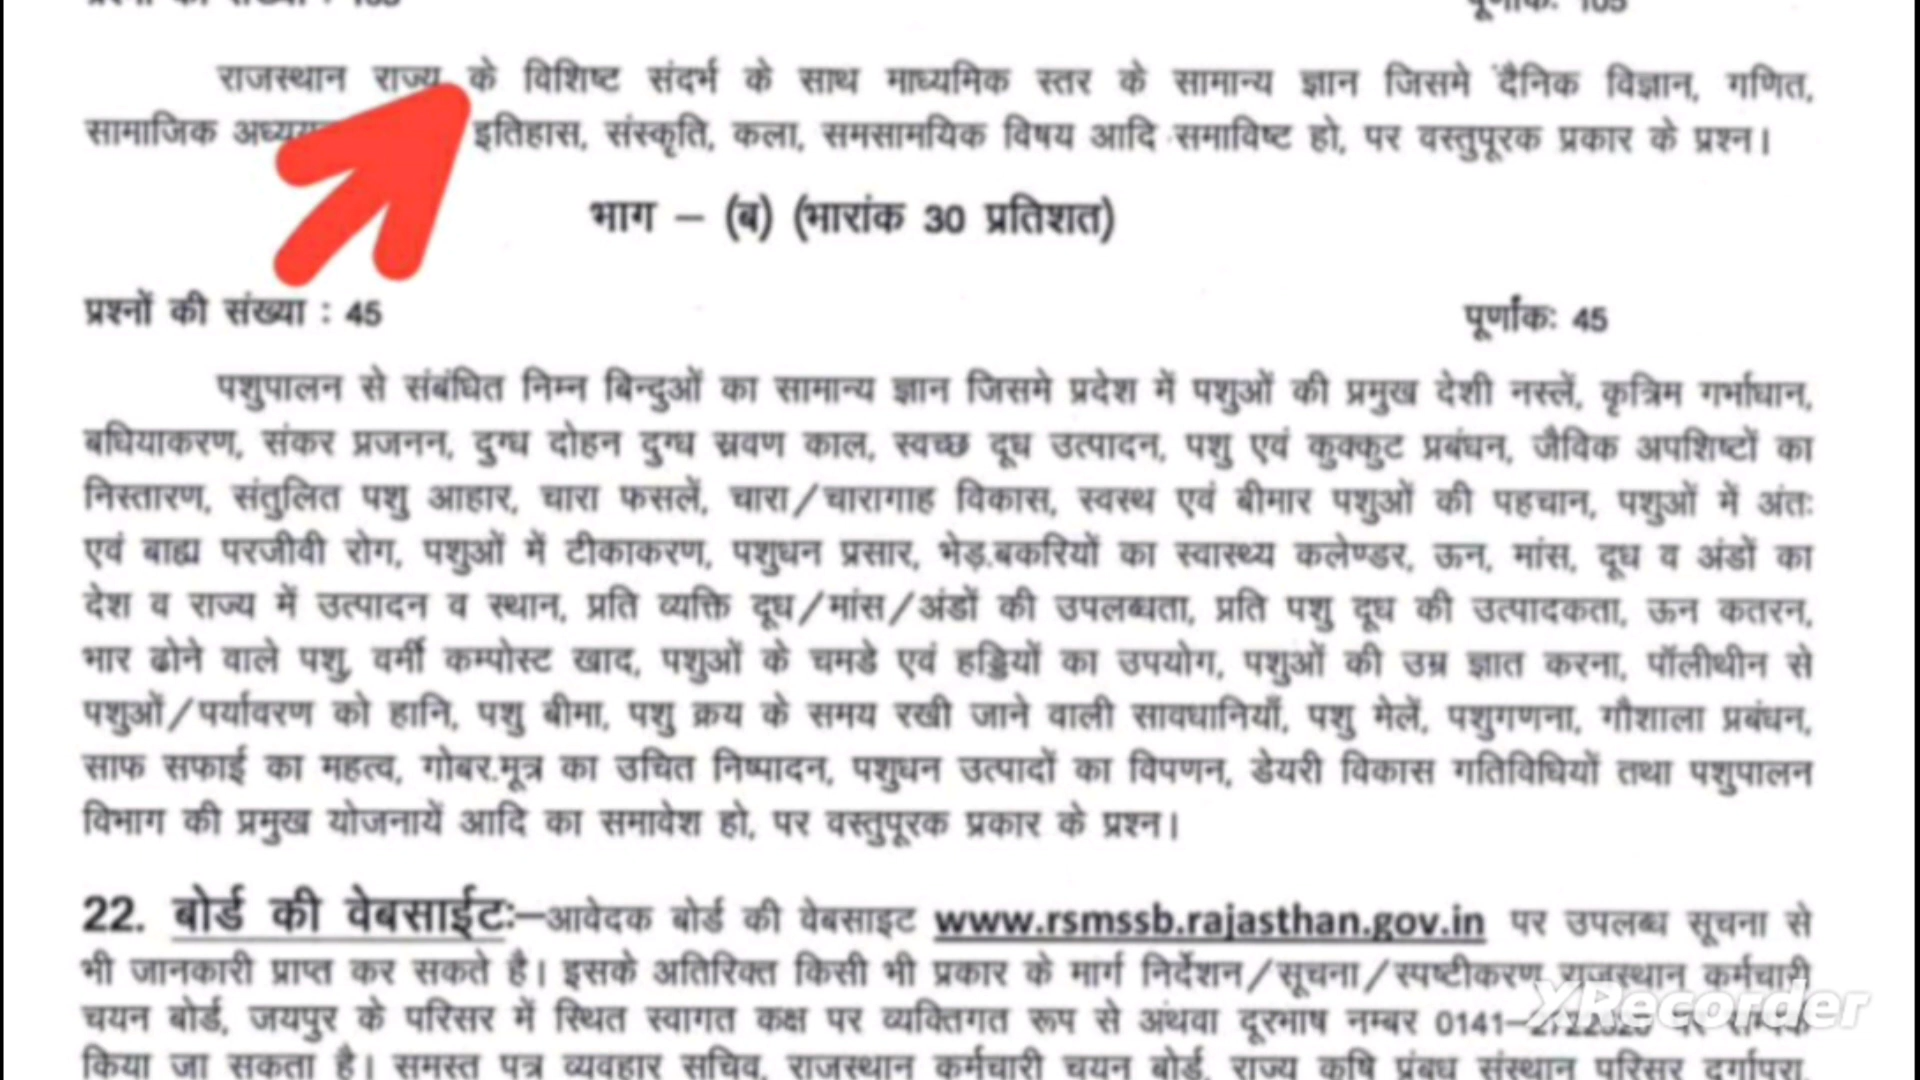 पूर्णांकः 105
राजस्थान राज्य के विशिष्ट संदर्भ के साथ माध्यमिक स्तर के सामान्य ज्ञान जिसमे दैनिक विज्ञान, गणित,
सामाजिक इतिहास, संस्कृति, कला, समसामयिक विषय आदि समाविष्ट हो, पर वस्तुपूरक प्रकार के प्रश्न।
भाग – (ब) (भारांक 30 प्रतिशत)
प्रश्नों की संख्या : 45 पूर्णांकः 45
पशुपालन से संबंधित निम्न बिन्दुओं का सामान्य ज्ञान जिसमे प्रदेश में पशुओं की प्रमुख देशी नस्लें, कृत्रिम गर्भाधान,
बधियाकरण, संकर प्रजनन, दुग्ध दोहन दुग्ध स्रवण काल, स्वच्छ दूध उत्पादन, पशु एवं कुक्कुट प्रबंधन, जैविक अपशिष्टों का
निस्तारण, संतुलित पशु आहार, चारा फसलें, चारा/चारागाह विकास, स्वस्थ एवं बीमार पशुओं की पहचान, पशुओं में अंतः
एवं बाह्य परजीवी रोग, पशुओं में टीकाकरण, पशुधन प्रसार, भेड़.बकरियों का स्वास्थ्य कलेण्डर, ऊन, मांस, दूध व अंडों का
देश व राज्य में उत्पादन व स्थान, प्रति व्यक्ति दूध/मांस/अंडों की उपलब्धता, प्रति पशु दूध की उत्पादकता, ऊन कतरन,
भार ढोने वाले पशु, वर्मी कम्पोस्ट खाद, पशुओं के चमडे एवं हड्डियों का उपयोग, पशुओं की उम्र ज्ञात करना, पॉलीथीन से
पशुओं/पर्यावरण को हानि, पशु बीमा, पशु क्रय के समय रखी जाने वाली सावधानियाँ, पशु मेलें, पशुगणना, गौशाला प्रबंधन,
साफ सफाई का महत्व, गोबर.मूत्र का उचित निष्पादन, पशुधन उत्पादों का विपणन, डेयरी विकास गतिविधियों तथा पशुपालन
विभाग की प्रमुख योजनायें आदि का समावेश हो, पर वस्तुपूरक प्रकार के प्रश्न।
22. बोर्ड की वेबसाईटः–आवेदक बोर्ड की वेबसाइट www.rsmssb.rajasthan.gov.in पर उपलब्ध सूचना से
भी जानकारी प्राप्त कर सकते है। इसके अतिरिक्त किसी भी प्रकार के मार्ग निर्देशन/सूचना/स्पष्टीकरण राजस्थान कर्मचारी
चयन बोर्ड, जयपुर के परिसर में स्थित स्वागत कक्ष पर व्यक्तिगत रूप से अथवा दूरभाष नम्बर
किया जा सकता है। समस्त पत्र व्यवहार सचिव, राजस्थान कर्मचारी चयन बोर्ड, राज्य कृषि प्रबंध संस्थान परिसर दुर्गापुरा,
XRecorder